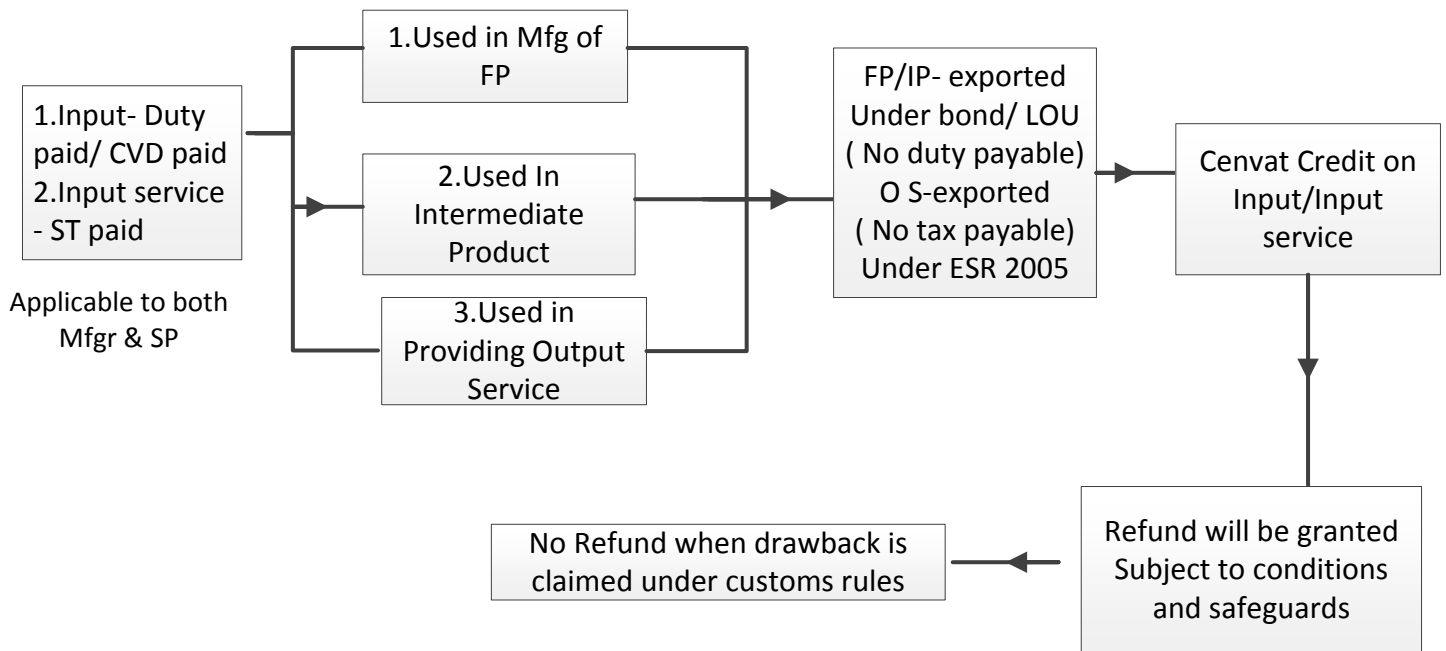 1.Input- Duty
paid/ CVD paid
2.Input service
- ST paid
Applicable to both
Mfgr & SP
1.Used in Mfg of
FP
2.Used In
Intermediate
Product
3.Used in
Providing Output
Service
FP/IP- exported
Under bond/ LOU
( No duty payable)
O S-exported
( No tax payable)
Under ESR 2005
Cenvat Credit on
Input/Input
service
Refund will be granted
Subject to conditions
and safeguards
No Refund when drawback is
claimed under customs rules